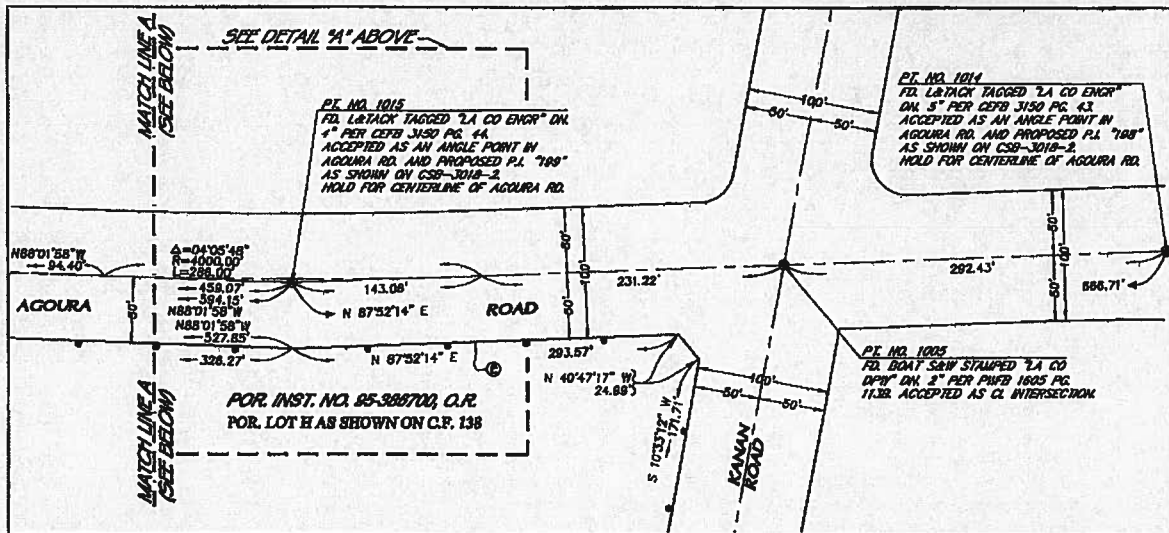 SEE DETAIL "A" ABOVE
MATCH LINE A
(SEE BELOW)
PT. NO. 1015
FD. L&TACK TAGGED "LA CO ENGR" DN.
4" PER CEFB 3150 PG. 44.
ACCEPTED AS AN ANGLE POINT IN
AGOURA RD. AND PROPOSED P.I. "199"
AS SHOWN ON CSB-3018-2.
HOLD FOR CENTERLINE OF AGOURA RD.
PT. NO. 1014
FD. L&TACK TAGGED "LA CO ENGR"
DN. 5" PER CEFB 3150 PG. 43.
ACCEPTED AS AN ANGLE POINT IN
AGOURA RD. AND PROPOSED P.I. "198"
AS SHOWN ON CSB-3018-2.
HOLD FOR CENTERLINE OF AGOURA RD.
100'
50'
50'
N88°01'58"W
94.40'
Δ=04°05'48"
R=4000.00'
L=286.00'
459.07'
594.15'
N88°01'58"W
N88°01'58"W
527.85'
326.27'
AGOURA
50'
143.08'
N 87°52'14" E
ROAD
50'
100'
50'
231.22'
292.43'
50'
100'
50'
666.71'
N 87°52'14" E
E
293.57'
N 40°47'17" W
24.69'
S 10°33'12" W
171.71'
100'
50'
50'
KANAN
ROAD
PT. NO. 1005
FD. BOAT S&W STAMPED "LA CO
DPW" DN. 2" PER PWFB 1605 PG.
1139. ACCEPTED AS CL INTERSECTION.
POR. INST. NO. 95-386700, O.R.
POR. LOT H AS SHOWN ON C.F. 138
MATCH LINE A
(SEE BELOW)